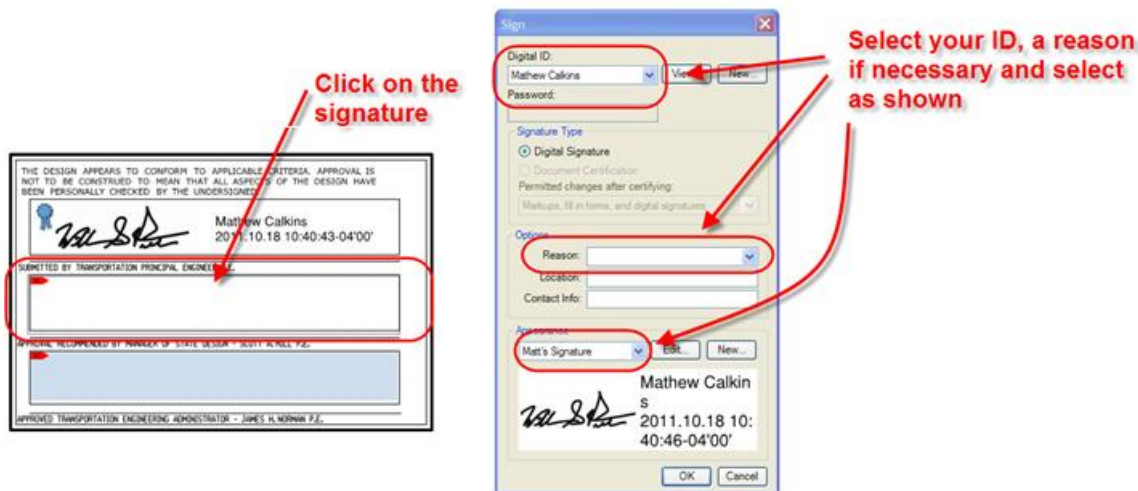 Click on the
signature
THE DESIGN APPEARS TO CONFORM TO APPLICABLE CRITERIA. APPROVAL IS
NOT TO BE CONSTRUED TO MEAN THAT ALL ASPECTS OF THE DESIGN HAVE
BEEN PERSONALLY CHECKED BY THE UNDERSIGNED
Mathew Calkins
2011.10.18 10:40:43-04'00'
SUBMITTED BY TRANSPORTATION PRINCIPAL ENGINEER P.E.
APPROVAL RECOMMENDED BY MANAGER OF STATE DESIGN - SCOTT P.E.
APPROVED TRANSPORTATION ENGINEERING ADMINISTRATOR - JAMES H. NORMAN P.E.
Sign
Digital ID:
Mathew Calkins
View...
New...
Password:
Signature Type
Digital Signature
Document Certification
Permitted changes after certifying:
Markups, fill in forms, and digital signatures
Options
Reason:
Location:
Contact Info:
Appearance
Matt's Signature
Edit...
New...
Mathew Calkin
s
2011.10.18 10:
40:46-04'00'
OK
Cancel
Select your ID, a reason
if necessary and select
as shown